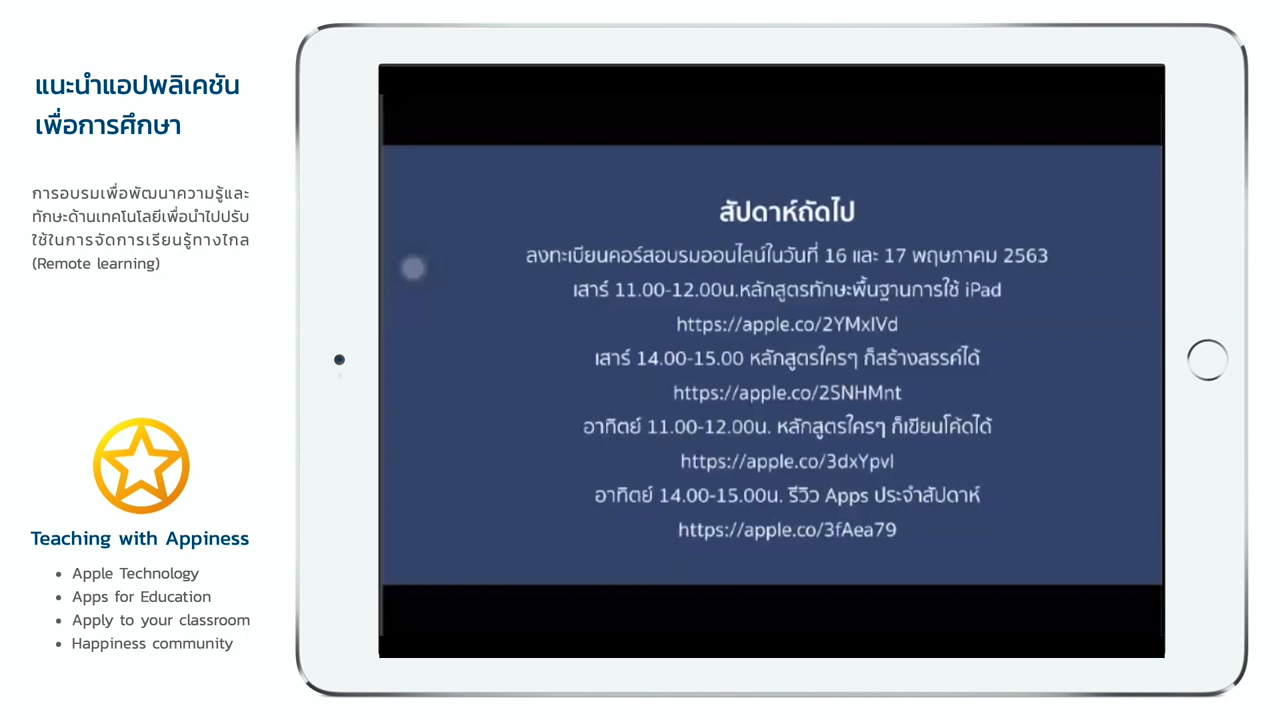 แนะนำแอปพลิเคชัน
เพื่อการศึกษา
การอบรมเพื่อพัฒนาความรู้และ
ทักษะด้านเทคโนโลยีเพื่อนำไปปรับ
ใช้ในการจัดการเรียนรู้ทางไกล
(Remote learning)
Teaching with Appiness
• Apple Technology
• Apps for Education
• Apply to your classroom
• Happiness community
สัปดาห์ถัดไป
ลงทะเบียนคอร์สอบรมออนไลน์ในวันที่ 16 และ 17 พฤษภาคม 2563
เสาร์ 11.00-12.00น.หลักสูตรทักษะพื้นฐานการใช้ iPad
https://apple.co/2YMxIVd
เสาร์ 14.00-15.00 หลักสูตรใครๆ ก็สร้างสรรค์ได้
https://apple.co/2SNHMnt
อาทิตย์ 11.00-12.00น. หลักสูตรใครๆ ก็เขียนโค้ดได้
https://apple.co/3dxYpvI
อาทิตย์ 14.00-15.00น. รีวิว Apps ประจำสัปดาห์
https://apple.co/3fAea79